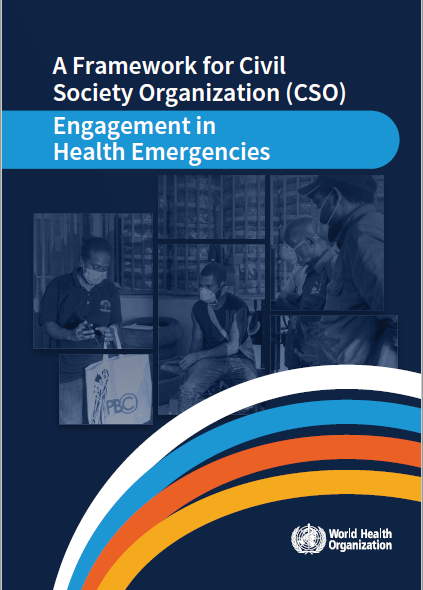 A Framework for Civil
Society Organization (CSO)
Engagement in
Health Emergencies
PBC
World Health
Organization